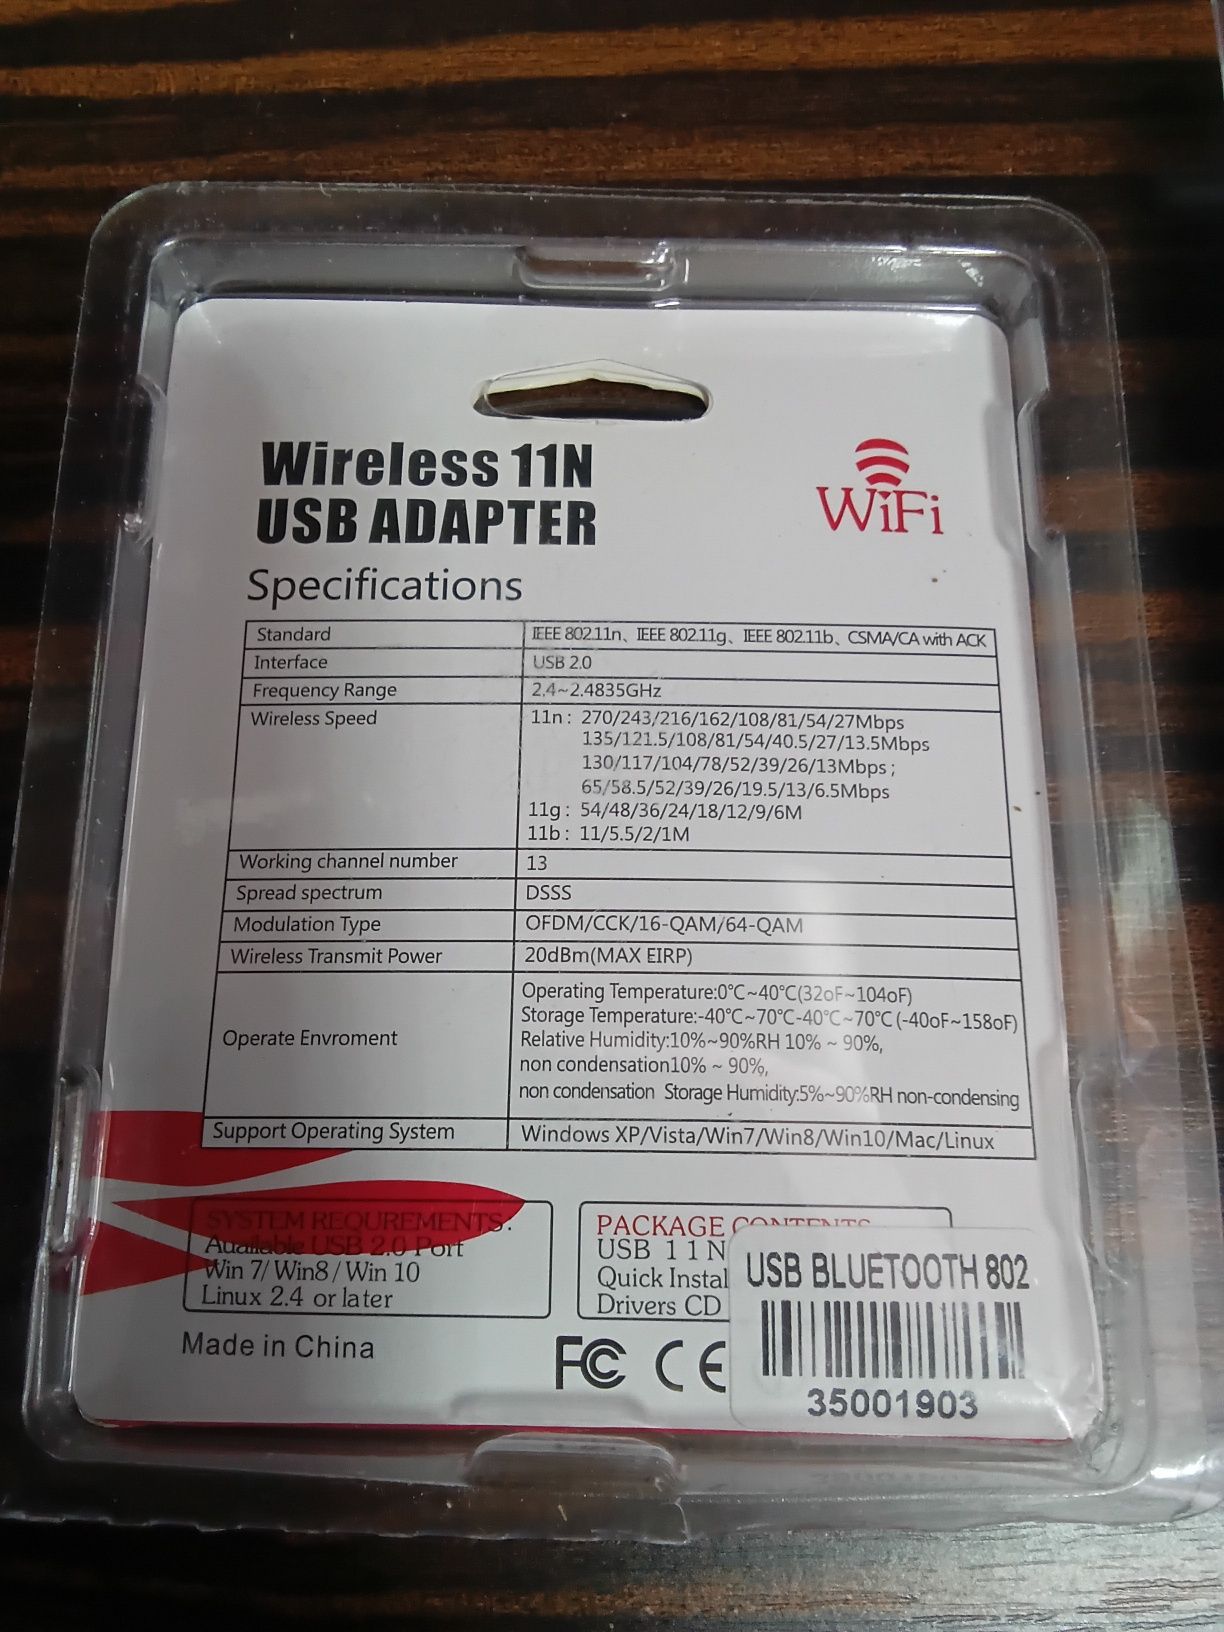 Wireless 11N
USB ADAPTER
WiFi
Specifications
Standard IEEE 802.11n、IEEE 802.11g、IEEE 802.11b、CSMA/CA with ACK
Interface USB 2.0
Frequency Range 2.4~2.4835GHz
Wireless Speed 11n : 270/243/216/162/108/81/54/27Mbps
135/121.5/108/81/54/40.5/27/13.5Mbps
130/117/104/78/52/39/26/13Mbps ;
65/58.5/52/39/26/19.5/13/6.5Mbps
11g : 54/48/36/24/18/12/9/6M
11b : 11/5.5/2/1M
Working channel number 13
Spread spectrum DSSS
Modulation Type OFDM/CCK/16-QAM/64-QAM
Wireless Transmit Power 20dBm(MAX EIRP)
Operate Enviroment
Operating Temperature:0℃~40℃(32oF~104oF)
Storage Temperature:-40℃~70℃-40℃~70℃(-40oF~158oF)
Relative Humidity:10%~90%RH 10% ~ 90%,
non condensation10% ~ 90%,
non condensation Storage Humidity:5%~90%RH non-condensing
Support Operating System Windows XP/Vista/Win7/Win8/Win10/Mac/Linux
SYSTEM REQUREMENTS:
Auailable USB 2.0 Port
Win 7/ Win8 / Win 10
Linux 2.4 or later
PACKAGE CONTENTS
USB 11N
Quick Instal
Drivers CD
USB BLUETOOTH 802
35001903
Made in China
FC CE